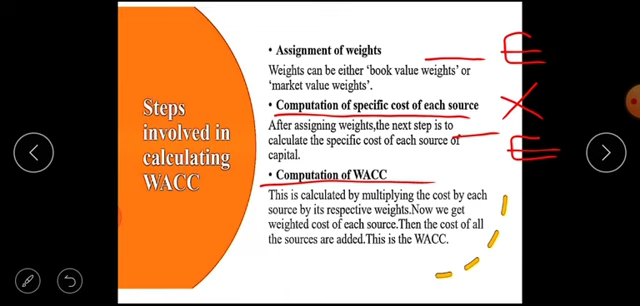 Steps
involved in
calculating
WACC
• Assignment of weights
Weights can be either ‘book value weights’ or
‘market value weights’.
• Computation of specific cost of each source
After assigning weights,the next step is to
calculate the specific cost of each source of
capital.
• Computation of WACC
This is calculated by multiplying the cost by each
source by its respective weights.Now we get
weighted cost of each source.Then the cost of all
the sources are added.This is the WACC.
E
X
E